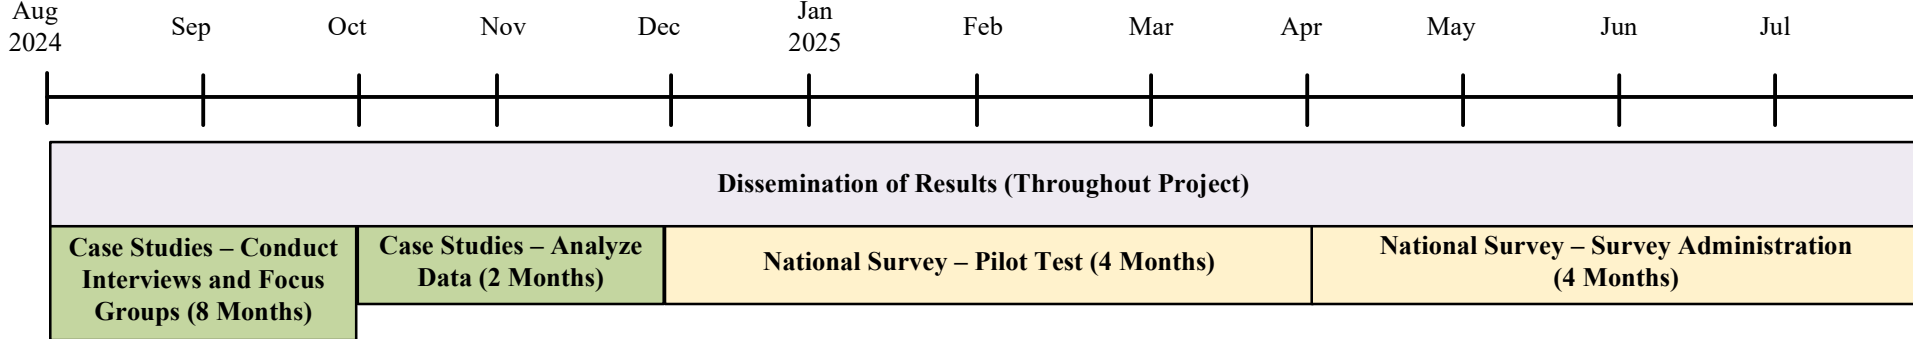 Aug
2024
Sep
Oct
Nov
Dec
Jan
2025
Feb
Mar
Apr
May
Jun
Jul
Dissemination of Results (Throughout Project)
Case Studies – Conduct
Interviews and Focus
Groups (8 Months)
Case Studies – Analyze
Data (2 Months)
National Survey – Pilot Test (4 Months)
National Survey – Survey Administration
(4 Months)